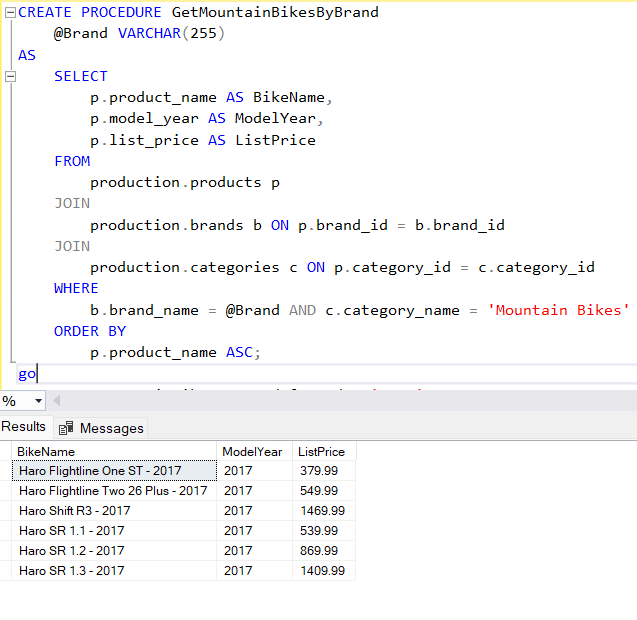 CREATE PROCEDURE GetMountainBikesByBrand
@Brand VARCHAR(255)
AS
SELECT
p.product_name AS BikeName,
p.model_year AS ModelYear,
p.list_price AS ListPrice
FROM
production.products p
JOIN
production.brands b ON p.brand_id = b.brand_id
JOIN
production.categories c ON p.category_id = c.category_id
WHERE
b.brand_name = @Brand AND c.category_name = 'Mountain Bikes'
ORDER BY
p.product_name ASC;
go
%
Results Messages
BikeName ModelYear ListPrice
Haro Flightline One ST - 2017 2017 379.99
Haro Flightline Two 26 Plus - 2017 2017 549.99
Haro Shift R3 - 2017 2017 1469.99
Haro SR 1.1 - 2017 2017 539.99
Haro SR 1.2 - 2017 2017 869.99
Haro SR 1.3 - 2017 2017 1409.99